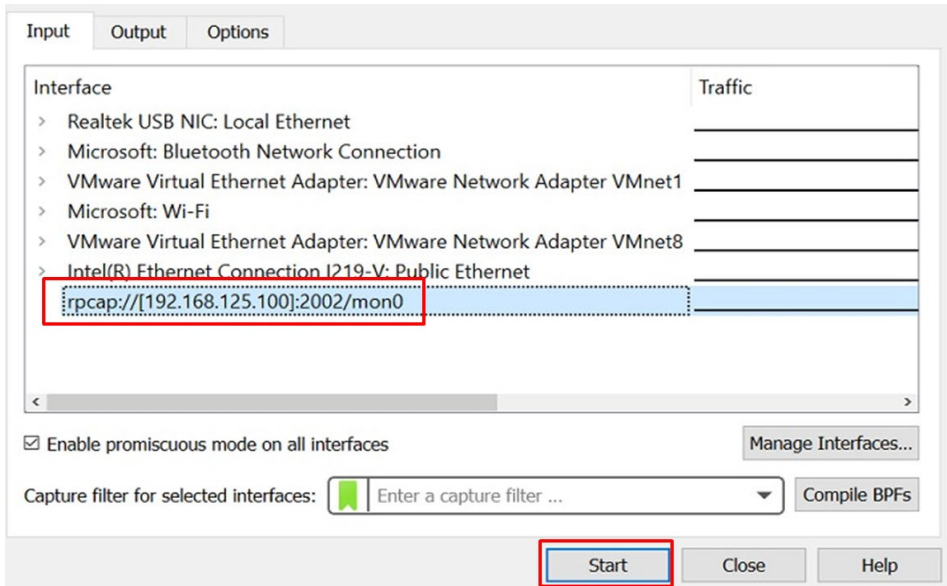 Input Output Options
Interface Traffic
Realtek USB NIC: Local Ethernet
Microsoft: Bluetooth Network Connection
VMware Virtual Ethernet Adapter: VMware Network Adapter VMnet1
Microsoft: Wi-Fi
VMware Virtual Ethernet Adapter: VMware Network Adapter VMnet8
Intel(R) Ethernet Connection I219-V: Public Ethernet
rpcap://[192.168.125.100]:2002/mon0
Enable promiscuous mode on all interfaces Manage Interfaces...
Capture filter for selected interfaces: Enter a capture filter ... Compile BPFs
Start Close Help